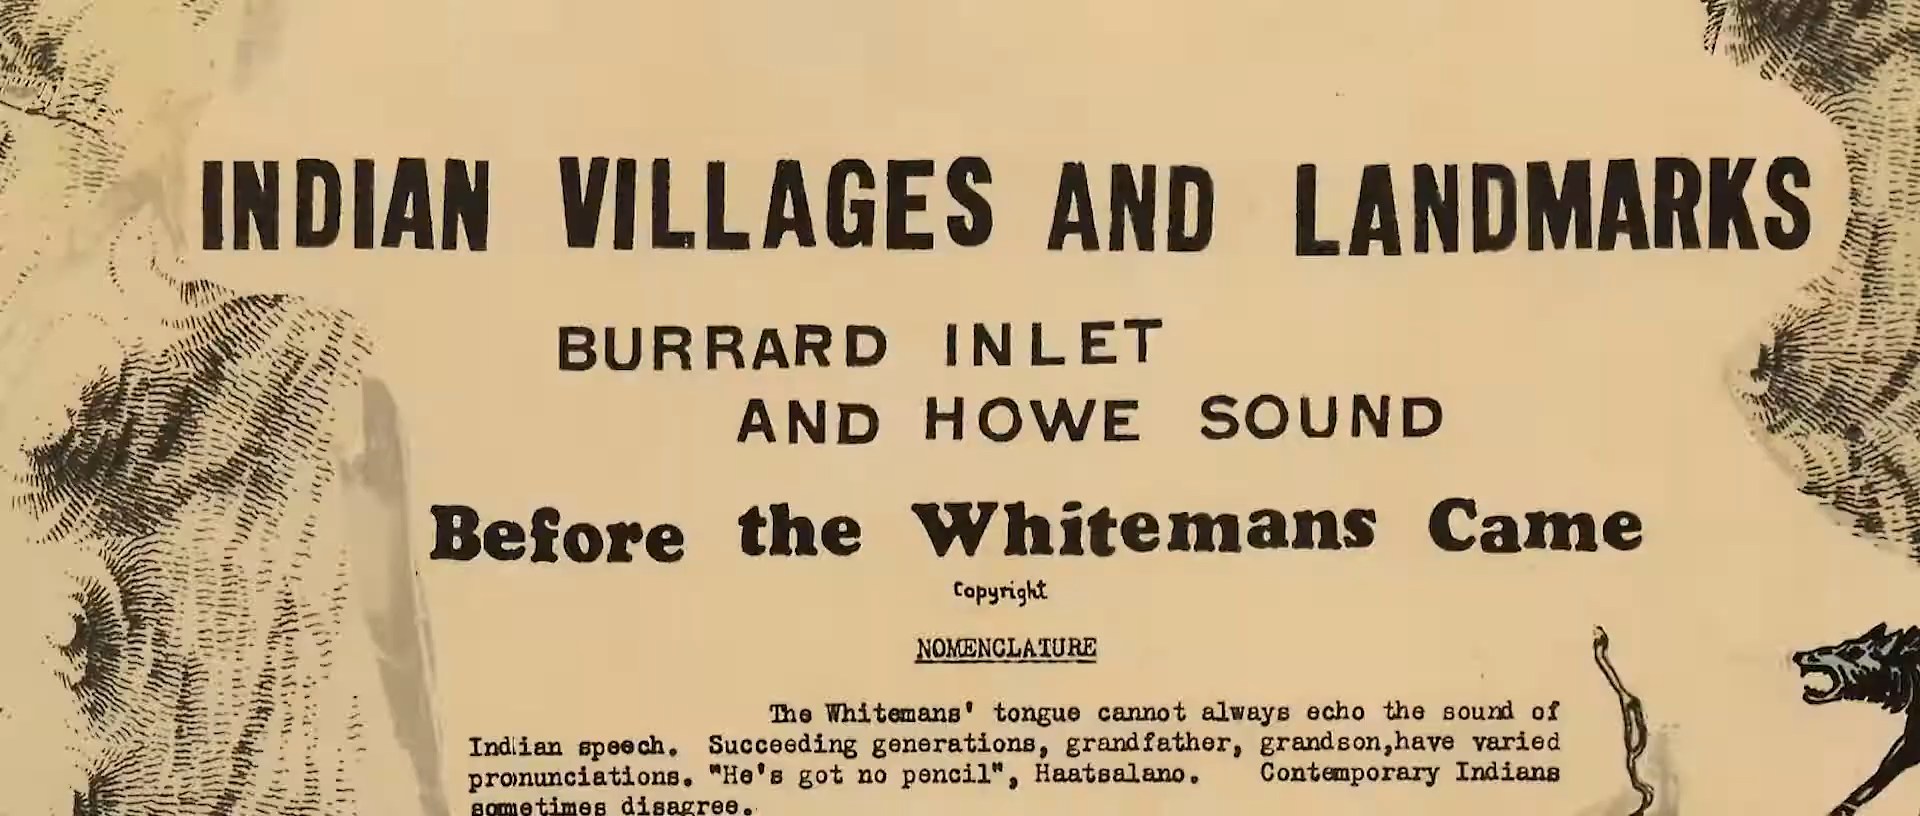 INDIAN VILLAGES AND LANDMARKS
BURRARD INLET
AND HOWE SOUND
Before the Whitemans Came
Copyright
NOMENCLATURE
The Whitemans' tongue cannot always echo the sound of
Indian speech. Succeeding generations, grandfather, grandson,have varied
pronunciations. "He's got no pencil", Haatsalano. Contemporary Indians
sometimes disagree.